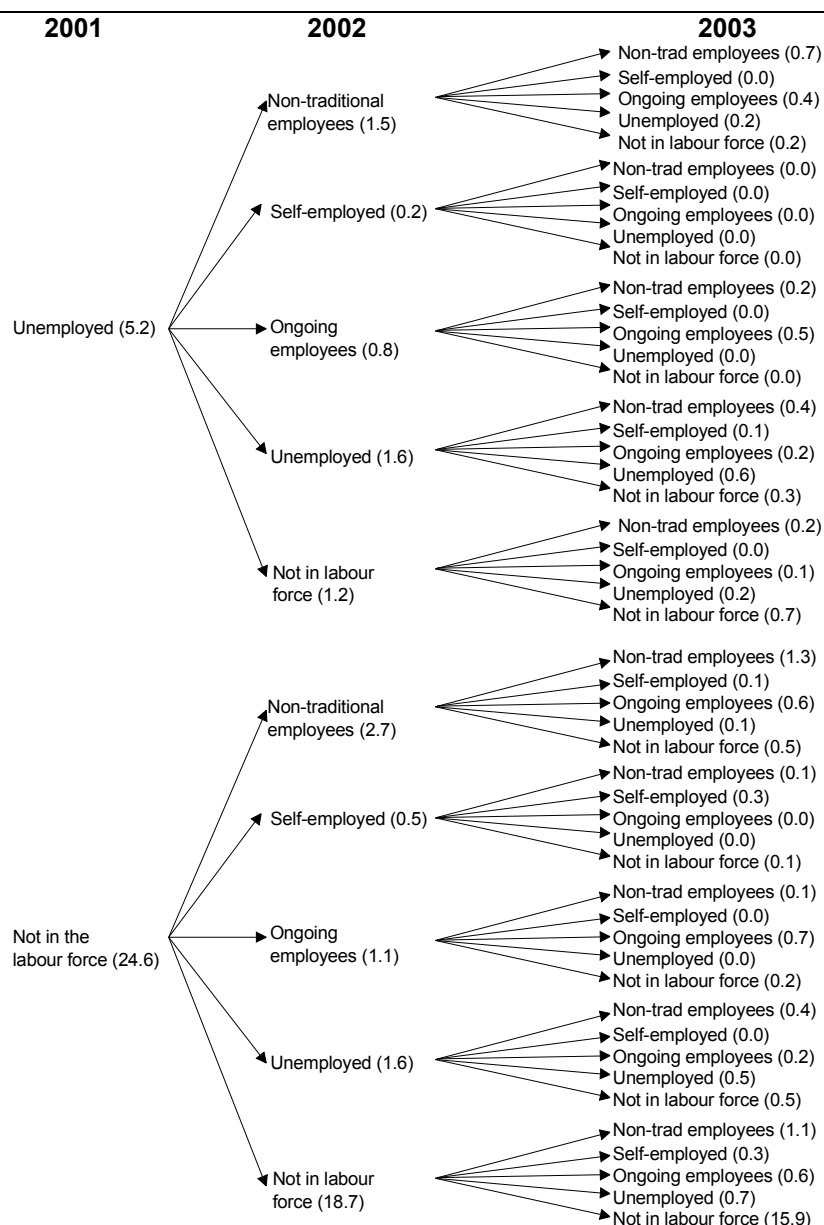 2001 2002 2003
Non-trad employees (0.7)
Self-employed (0.0)
Non-traditional
employees (1.5)
Ongoing employees (0.4)
Unemployed (0.2)
Not in labour force (0.2)
Non-trad employees (0.0)
Self-employed (0.0)
Self-employed (0.2)
Ongoing employees (0.0)
Unemployed (0.0)
Not in labour force (0.0)
Non-trad employees (0.2)
Self-employed (0.0)
Unemployed (5.2)
Ongoing
employees (0.8)
Ongoing employees (0.5)
Unemployed (0.0)
Not in labour force (0.0)
Non-trad employees (0.4)
Self-employed (0.1)
Unemployed (1.6)
Ongoing employees (0.2)
Unemployed (0.6)
Not in labour force (0.3)
Non-trad employees (0.2)
Self-employed (0.0)
Not in labour
force (1.2)
Ongoing employees (0.1)
Unemployed (0.2)
Not in labour force (0.7)
Non-trad employees (1.3)
Self-employed (0.1)
Non-traditional
employees (2.7)
Ongoing employees (0.6)
Unemployed (0.1)
Not in labour force (0.5)
Non-trad employees (0.1)
Self-employed (0.3)
Self-employed (0.5)
Ongoing employees (0.0)
Unemployed (0.0)
Not in labour force (0.1)
Non-trad employees (0.1)
Self-employed (0.0)
Not in the
labour force (24.6)
Ongoing
employees (1.1)
Ongoing employees (0.7)
Unemployed (0.0)
Not in labour force (0.2)
Non-trad employees (0.4)
Self-employed (0.0)
Unemployed (1.6)
Ongoing employees (0.2)
Unemployed (0.5)
Not in labour force (0.5)
Non-trad employees (1.1)
Self-employed (0.3)
Not in labour
force (18.7)
Ongoing employees (0.6)
Unemployed (0.7)
Not in labour force (15.9)